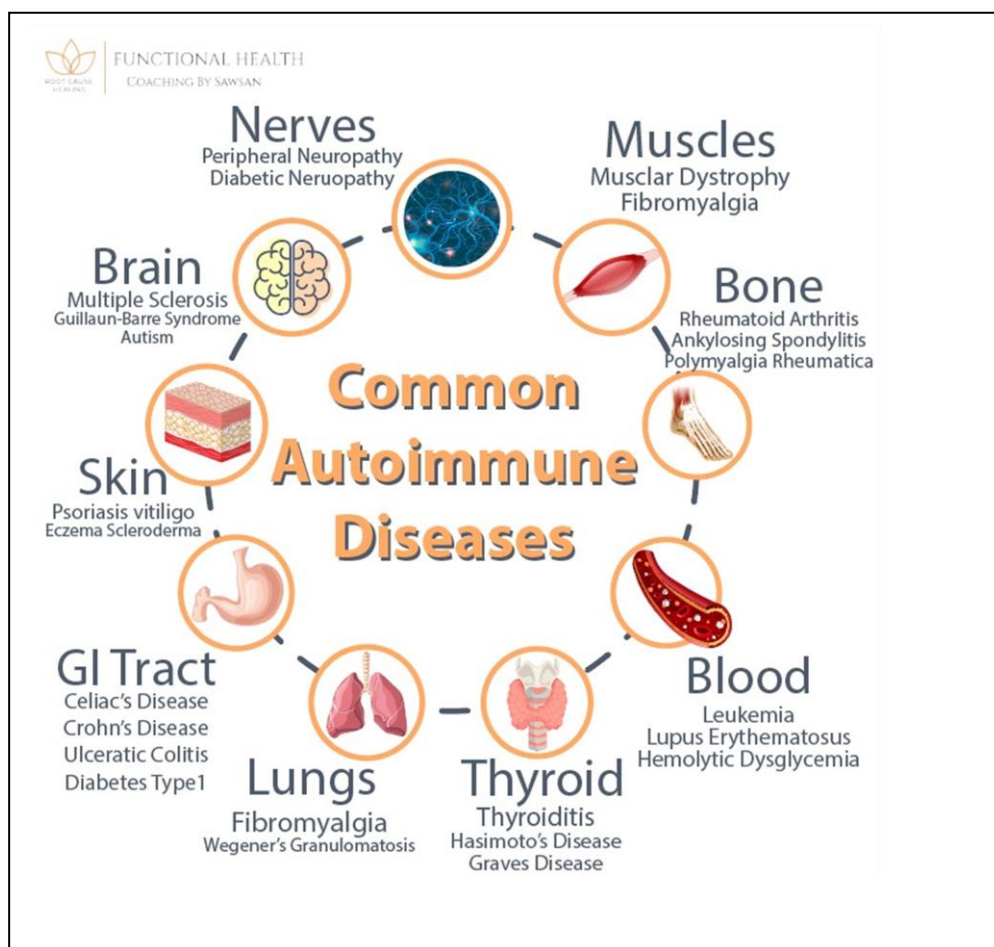 ROOT CAUSE
HEALING
FUNCTIONAL HEALTH
COACHING BY SAWSAN
Nerves
Peripheral Neuropathy
Diabetic Neruopathy
Muscles
Musclar Dystrophy
Fibromyalgia
Brain
Multiple Sclerosis
Guillaun-Barre Syndrome
Autism
Bone
Rheumatoid Arthritis
Ankylosing Spondylitis
Polymyalgia Rheumatica
Common
Autoimmune
Diseases
Skin
Psoriasis vitiligo
Eczema Scleroderma
GI Tract
Celiac's Disease
Crohn's Disease
Ulceratic Colitis
Diabetes Type1
Lungs
Fibromyalgia
Wegener's Granulomatosis
Thyroid
Thyroiditis
Hasimoto's Disease
Graves Disease
Blood
Leukemia
Lupus Erythematosus
Hemolytic Dysglycemia